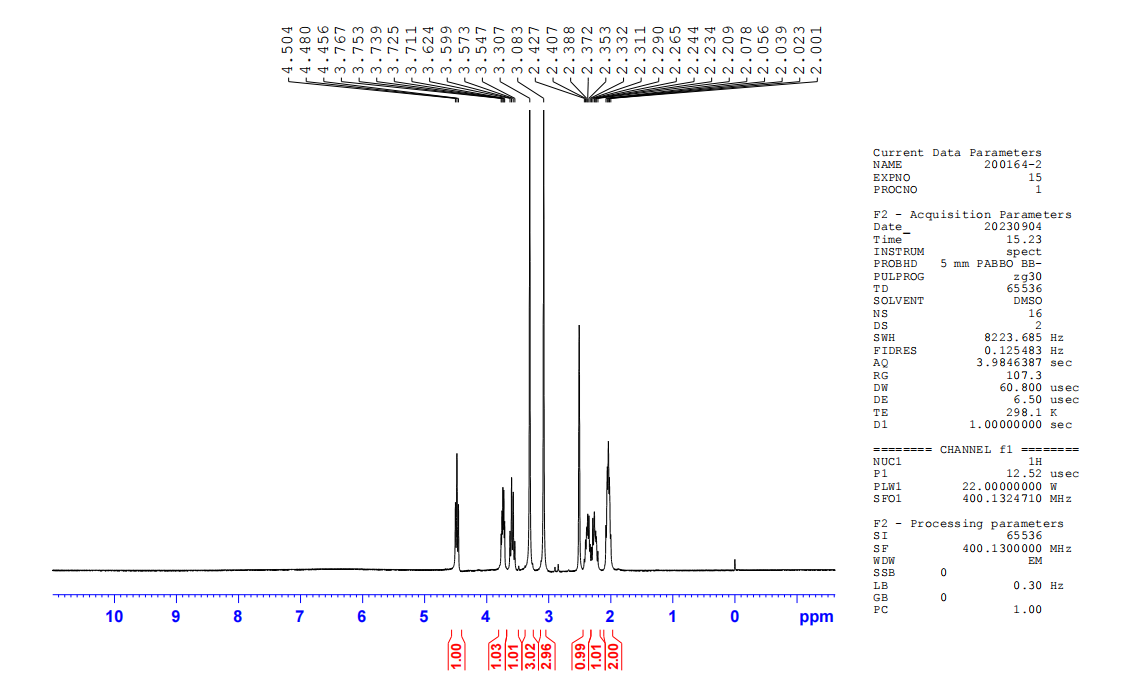 4.504
4.480
4.456
3.767
3.753
3.739
3.725
3.711
3.624
3.599
3.573
3.547
3.307
3.083
2.427
2.407
2.388
2.372
2.353
2.332
2.311
2.290
2.265
2.244
2.234
2.209
2.078
2.056
2.039
2.023
2.001
Current Data Parameters
NAME 200164-2
EXPNO 15
PROCNO 1
F2 - Acquisition Parameters
Date_ 20230904
Time 15.23
INSTRUM spect
PROBHD 5 mm PABBO BB-
PULPROG zg30
TD 65536
SOLVENT DMSO
NS 16
DS 2
SWH 8223.685 Hz
FIDRES 0.125483 Hz
AQ 3.9846387 sec
RG 107.3
DW 60.800 usec
DE 6.50 usec
TE 298.1 K
D1 1.00000000 sec
======== CHANNEL f1 ========
NUC1 1H
P1 12.52 usec
PLW1 22.00000000 W
SFO1 400.1324710 MHz
F2 - Processing parameters
SI 65536
SF 400.1300000 MHz
WDW EM
SSB 0
LB 0.30 Hz
GB 0
PC 1.00
10 9 8 7 6 5 4 3 2 1 0 ppm
1.00
1.03
1.01
3.02
2.96
0.99
1.01
2.00